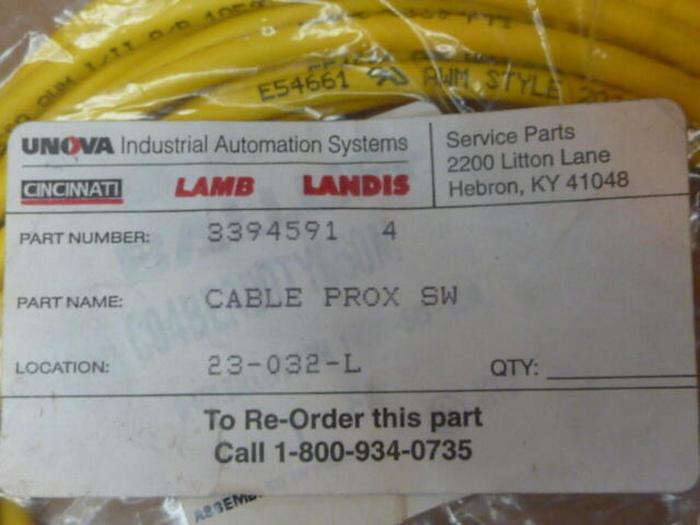 E54661 AWM STYLE
UNOVA Industrial Automation Systems
CINCINNATI LAMB LANDIS
Service Parts
2200 Litton Lane
Hebron, KY 41048
PART NUMBER: 3394591 4
PART NAME: CABLE PROX SW
LOCATION: 23-032-L QTY:
To Re-Order this part
Call 1-800-934-0735